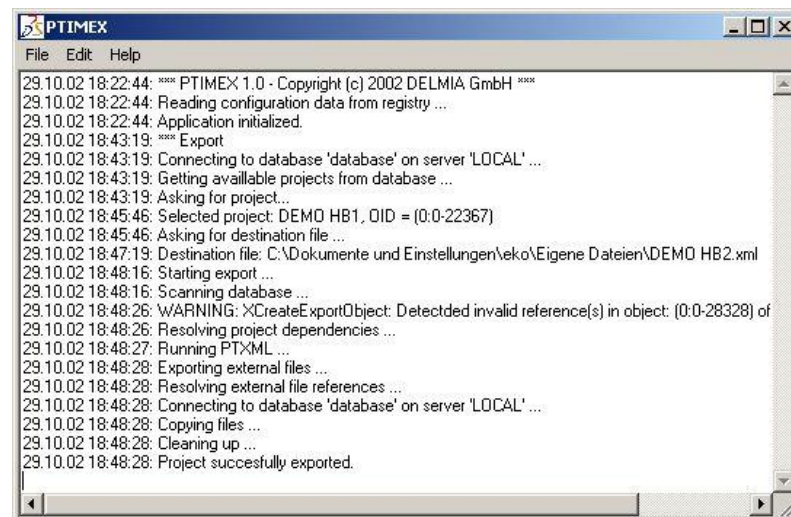 PTIMEX
File Edit Help
29.10.02 18:22:44: *** PTIMEX 1.0 - Copyright (c) 2002 DELMIA GmbH ***
29.10.02 18:22:44: Reading configuration data from registry ...
29.10.02 18:22:44: Application initialized.
29.10.02 18:43:19: *** Export
29.10.02 18:43:19: Connecting to database 'database' on server 'LOCAL' ...
29.10.02 18:43:19: Getting availlable projects from database ...
29.10.02 18:43:19: Asking for project...
29.10.02 18:45:46: Selected project: DEMO HB1, OID = (0:0-22367)
29.10.02 18:45:46: Asking for destination file ...
29.10.02 18:47:19: Destination file: C:\Dokumente und Einstellungen\eko\Eigene Dateien\DEMO HB2.xml
29.10.02 18:48:16: Starting export ...
29.10.02 18:48:16: Scanning database ...
29.10.02 18:48:26: WARNING: XCreateExportObject: Detectded invalid reference(s) in object: (0:0-28328) of
29.10.02 18:48:26: Resolving project dependencies ...
29.10.02 18:48:27: Running PTXML ...
29.10.02 18:48:28: Exporting external files ...
29.10.02 18:48:28: Resolving external file references ...
29.10.02 18:48:28: Connecting to database 'database' on server 'LOCAL' ...
29.10.02 18:48:28: Copying files ...
29.10.02 18:48:28: Cleaning up ...
29.10.02 18:48:28: Project succesfully exported.